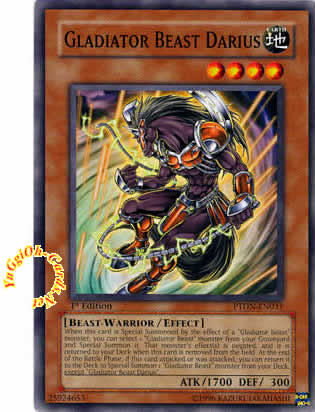 GLADIATOR BEAST DARIUS
EARTH
地
YuGgiOh-Cards.Net
1st Edition
PTDN-EN031
[BEAST-WARRIOR / EFFECT]
When this card is Special Summoned by the effect of a "Gladiator Beast"
monster, you can select 1 "Gladiator Beast" monster from your Graveyard
and Special Summon it. That monster's effect(s) is negated, and it is
returned to your Deck when this card is removed from the field. At the end
of the Battle Phase, if this card attacked or was attacked, you can return
it to the Deck to Special Summon 1 "Gladiator Beast" monster from your Deck,
except "Gladiator Beast Darius".
ATK/1700 DEF/ 300
25924653
©1996 KAZUKI TAKAHASHI